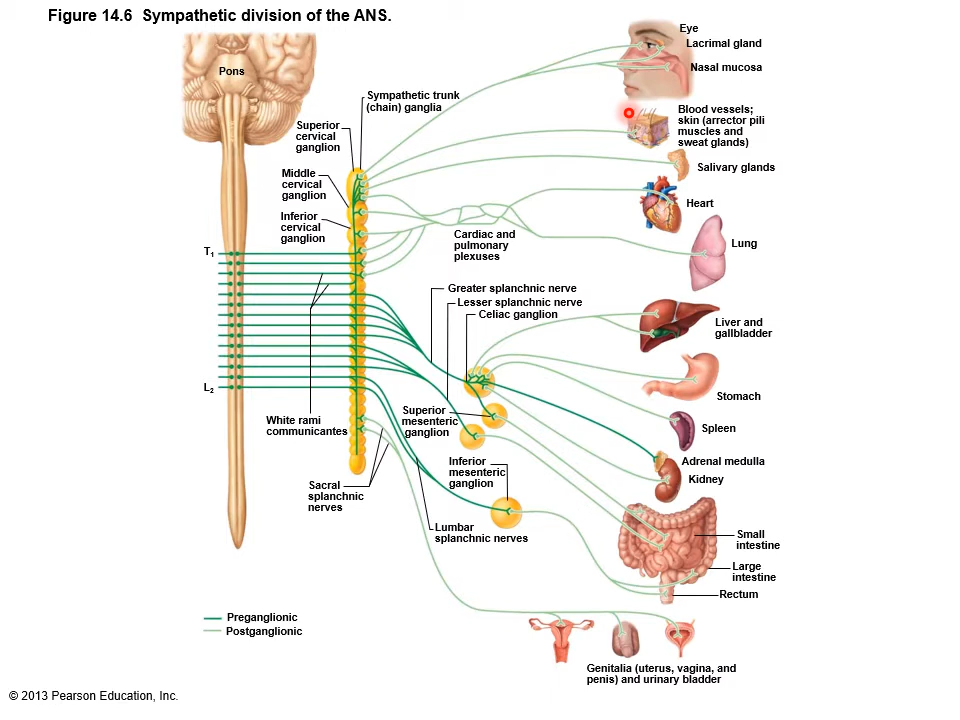 Figure 14.6 Sympathetic division of the ANS.
Eye
Lacrimal gland
Nasal mucosa
Pons
Sympathetic trunk
(chain) ganglia
Blood vessels;
skin (arrector pili
muscles and
sweat glands)
Superior
cervical
ganglion
Salivary glands
Middle
cervical
ganglion
Heart
Inferior
cervical
ganglion
Cardiac and
pulmonary
plexuses
Lung
T1
Greater splanchnic nerve
Lesser splanchnic nerve
Celiac ganglion
Liver and
gallbladder
L2
Stomach
White rami
communicantes
Superior
mesenteric
ganglion
Spleen
Adrenal medulla
Kidney
Inferior
mesenteric
ganglion
Sacral
splanchnic
nerves
Lumbar
splanchnic nerves
Small
intestine
Large
intestine
Rectum
Preganglionic
Postganglionic
Genitalia (uterus, vagina, and
penis) and urinary bladder
© 2013 Pearson Education, Inc.